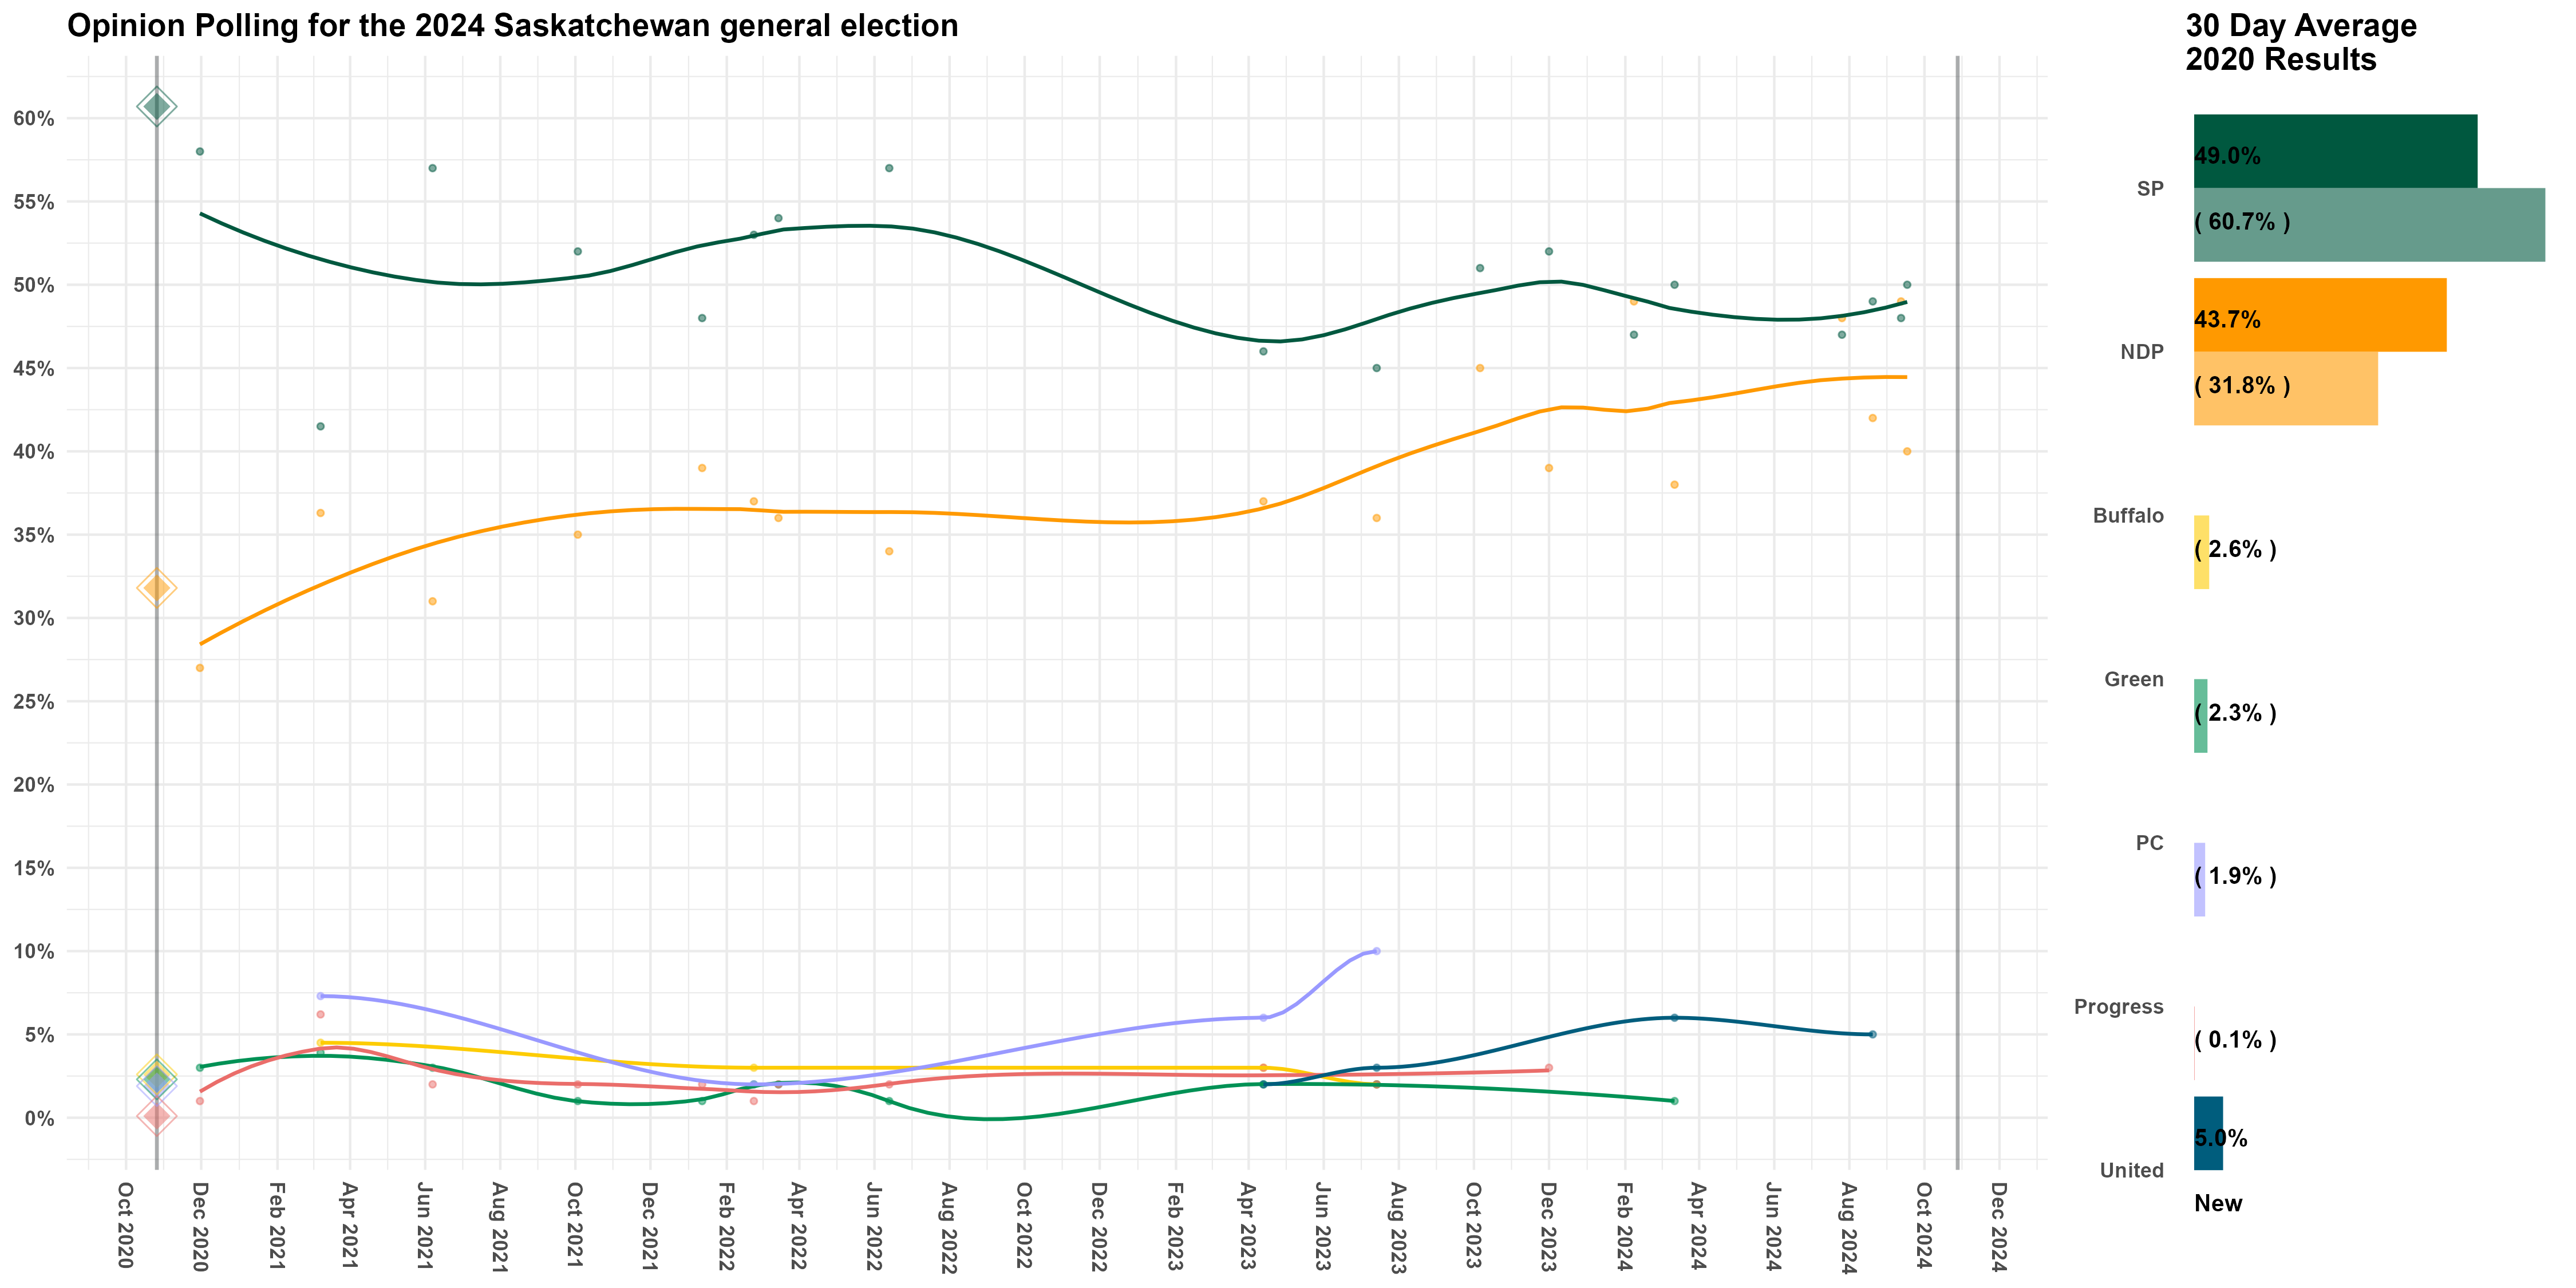 Opinion Polling for the 2024 Saskatchewan general election
30 Day Average
2020 Results
60%
55%
50%
45%
40%
35%
30%
25%
20%
15%
10%
5%
0%
Oct 2020
Dec 2020
Feb 2021
Apr 2021
Jun 2021
Aug 2021
Oct 2021
Dec 2021
Feb 2022
Apr 2022
Jun 2022
Aug 2022
Oct 2022
Dec 2022
Feb 2023
Apr 2023
Jun 2023
Aug 2023
Oct 2023
Dec 2023
Feb 2024
Apr 2024
Jun 2024
Aug 2024
Oct 2024
Dec 2024
SP
49.0%
( 60.7% )
NDP
43.7%
( 31.8% )
Buffalo
( 2.6% )
Green
( 2.3% )
PC
( 1.9% )
Progress
( 0.1% )
United
5.0%
New